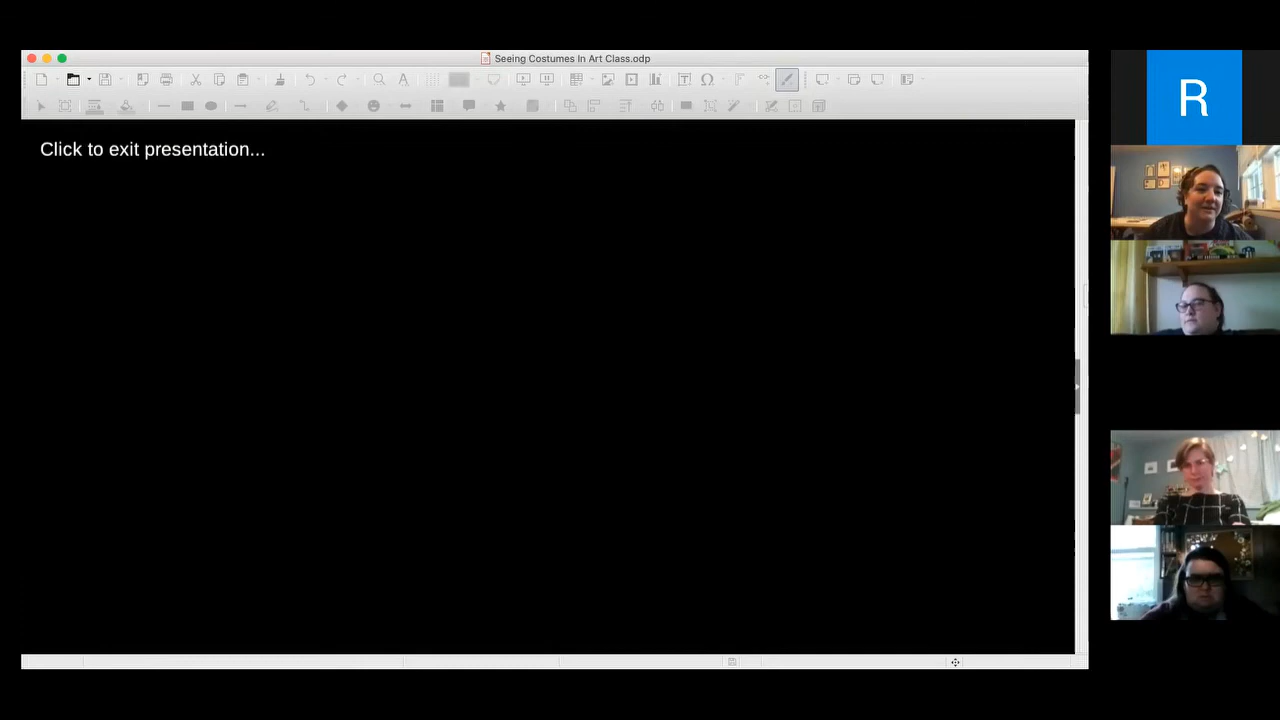 Seeing Costumes In Art Class.odp
Click to exit presentation...
R